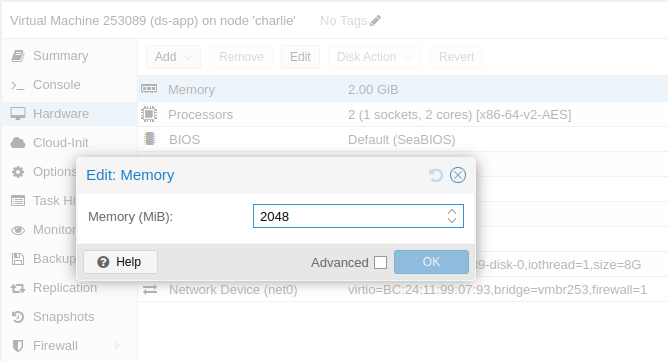 Virtual Machine 253089 (ds-app) on node 'charlie' No Tags
Summary
Console
Hardware
Cloud-Init
Options
Task Hi
Monitor
Backup
Replication
Snapshots
Firewall
Add Remove Edit Disk Action Revert
Memory 2.00 GiB
Processors 2 (1 sockets, 2 cores) [x86-64-v2-AES]
BIOS Default (SeaBIOS)
Edit: Memory
Memory (MiB): 2048
Help Advanced OK
89-disk-0,iothread=1,size=8G
Network Device (net0) virtio=BC:24:11:99:07:93,bridge=vmbr253,firewall=1